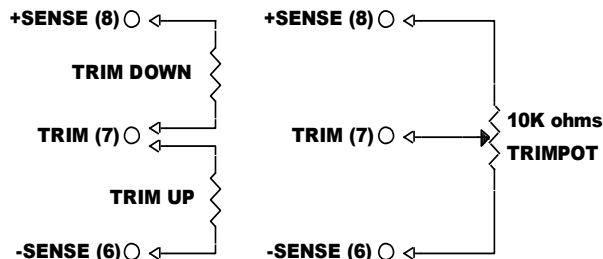 +SENSE (8)
TRIM DOWN
TRIM (7)
TRIM UP
-SENSE (6)
+SENSE (8)
10K ohms
TRIM (7)
TRIMPOT
-SENSE (6)